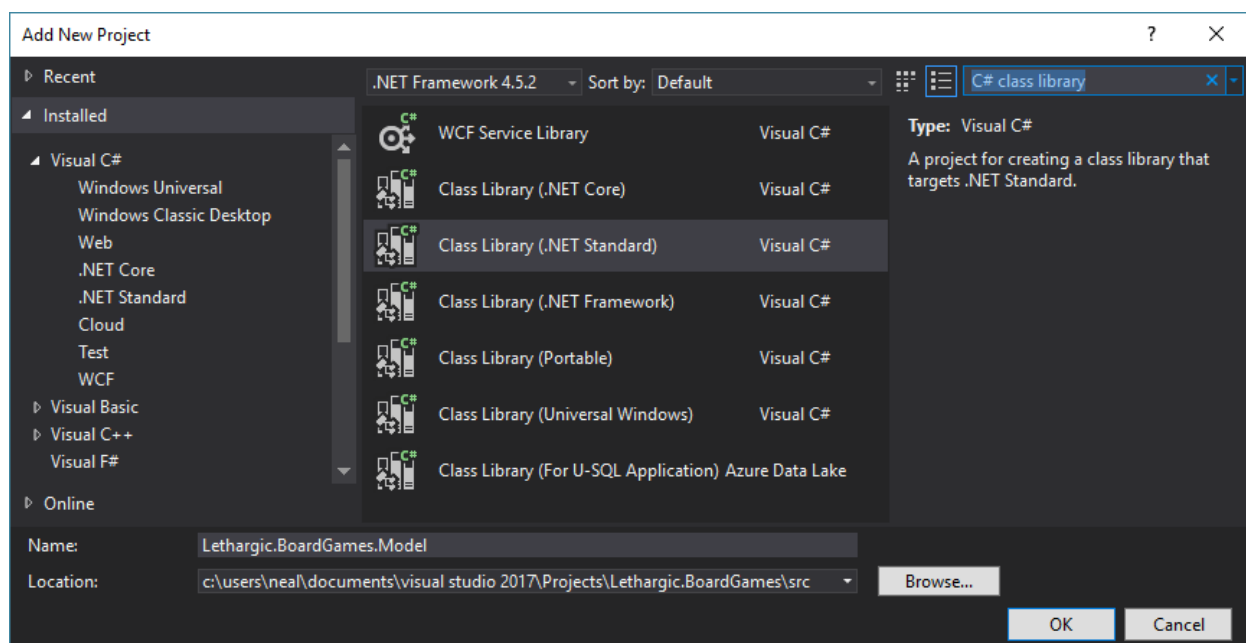 Add New Project ?
Recent
Installed
Visual C#
Windows Universal
Windows Classic Desktop
Web
.NET Core
.NET Standard
Cloud
Test
WCF
Visual Basic
Visual C++
Visual F#
Online
.NET Framework 4.5.2 Sort by: Default
C# class library
C# WCF Service Library Visual C#
C# Class Library (.NET Core) Visual C#
C# Class Library (.NET Standard) Visual C#
C# Class Library (.NET Framework) Visual C#
C# Class Library (Portable) Visual C#
C# Class Library (Universal Windows) Visual C#
C# Class Library (For U-SQL Application) Azure Data Lake
Type: Visual C#
A project for creating a class library that
targets .NET Standard.
Name: Lethargic.BoardGames.Model
Location: c:\users\neal\documents\visual studio 2017\Projects\Lethargic.BoardGames\src Browse...
OK Cancel